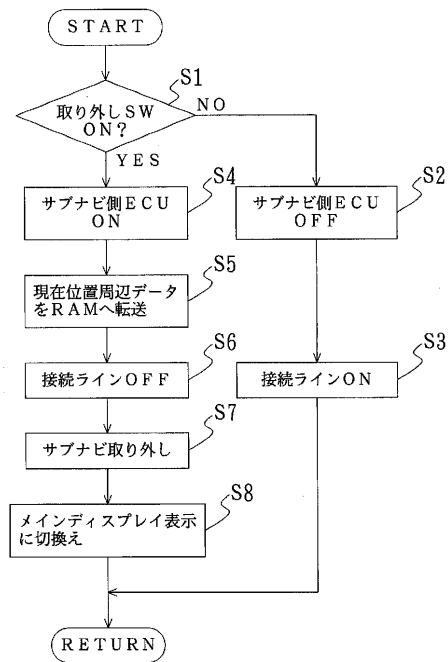 START
S1
取り外しSW
ON?
NO
YES
S4
サブナビ側ECU
ON
S2
サブナビ側ECU
OFF
S5
現在位置周辺データ
をRAMへ転送
S6
接続ラインOFF
S3
接続ラインON
S7
サブナビ取り外し
S8
メインディスプレイ表示
に切換え
RETURN